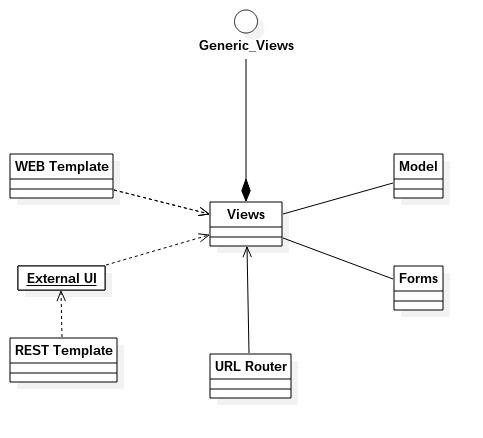 Generic_Views
WEB Template
Model
Views
External UI
Forms
REST Template
URL Router